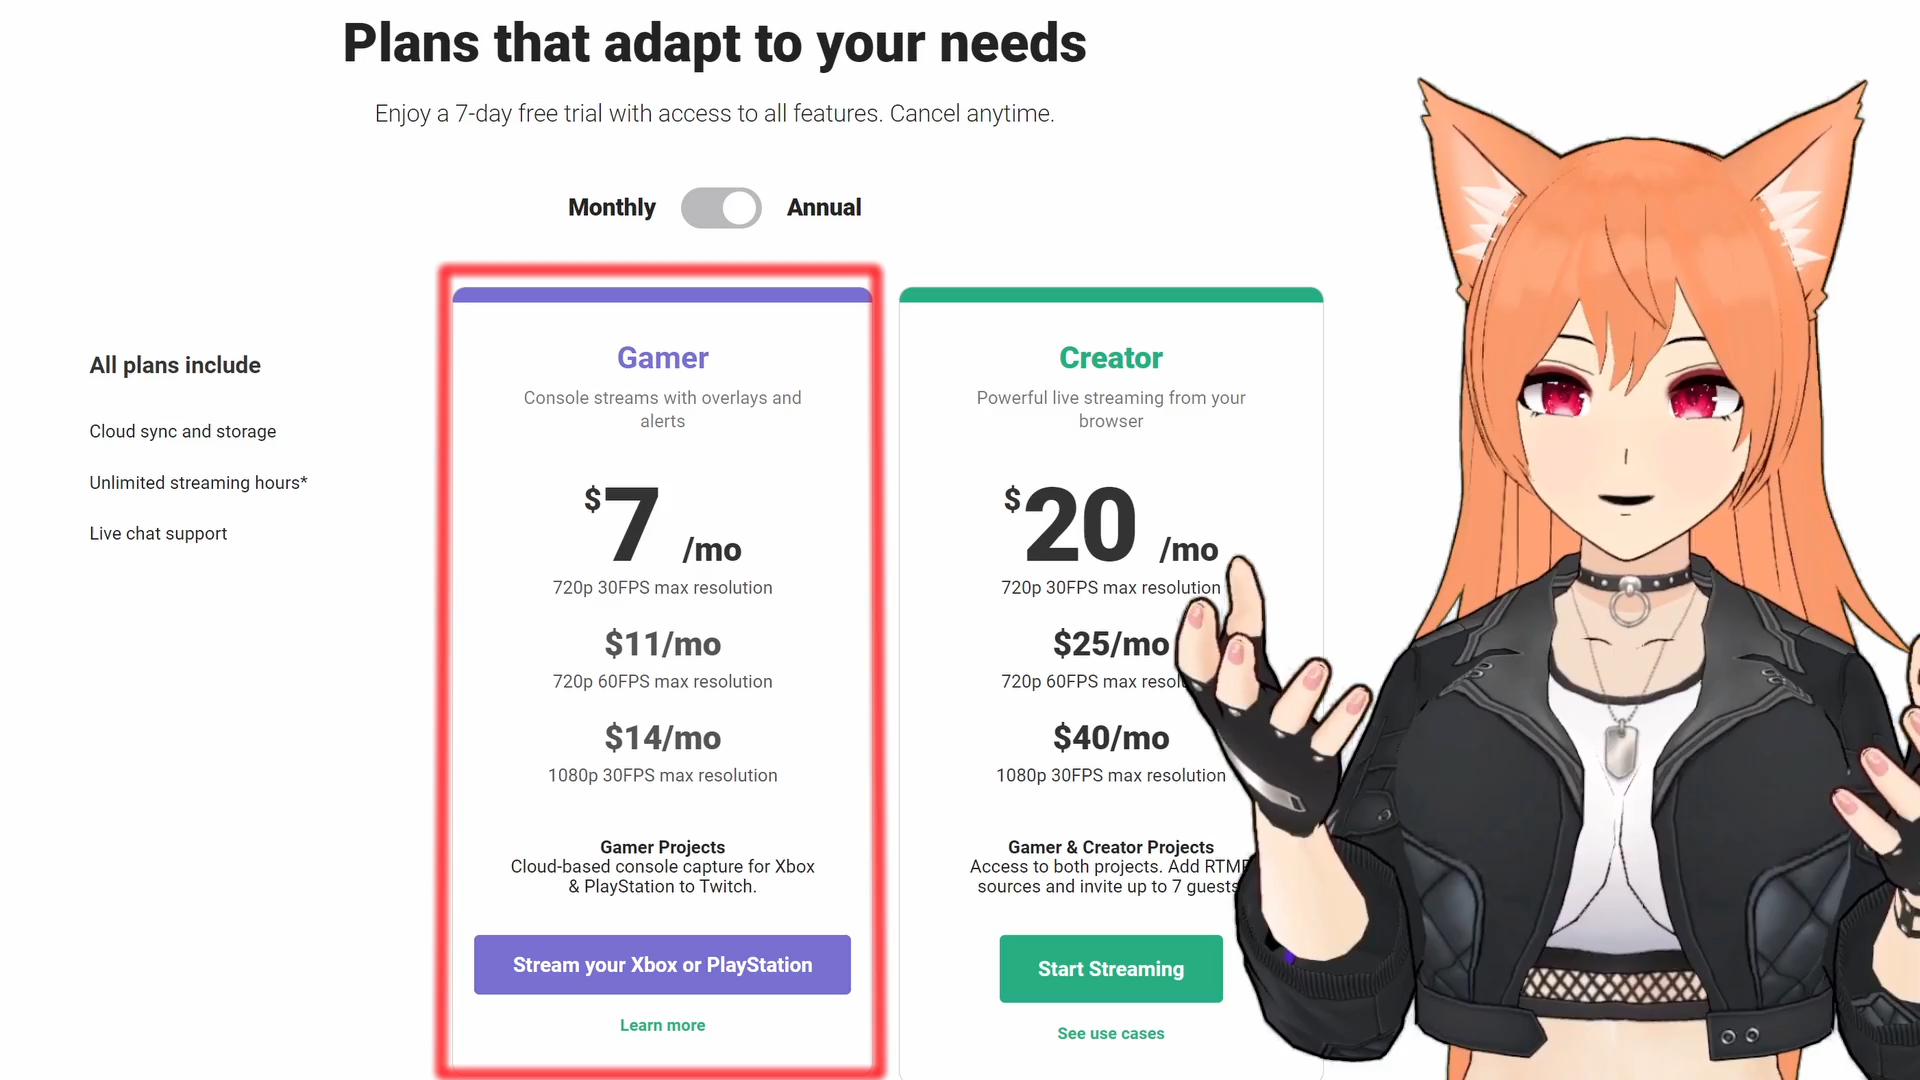 Plans that adapt to your needs
Enjoy a 7-day free trial with access to all features. Cancel anytime.
Monthly Annual
All plans include
Cloud sync and storage
Unlimited streaming hours*
Live chat support
Gamer
Console streams with overlays and
alerts
$7 /mo
720p 30FPS max resolution
$11/mo
720p 60FPS max resolution
$14/mo
1080p 30FPS max resolution
Gamer Projects
Cloud-based console capture for Xbox
& PlayStation to Twitch.
Stream your Xbox or PlayStation
Learn more
Creator
Powerful live streaming from your
browser
$20 /mo
720p 30FPS max resolution
$25/mo
720p 60FPS max
$40/mo
1080p 30FPS max resolution
Gamer & Creator Projects
Access to both projects. Add RTMP
sources and invite up to 7 guests
Start Streaming
See use cases